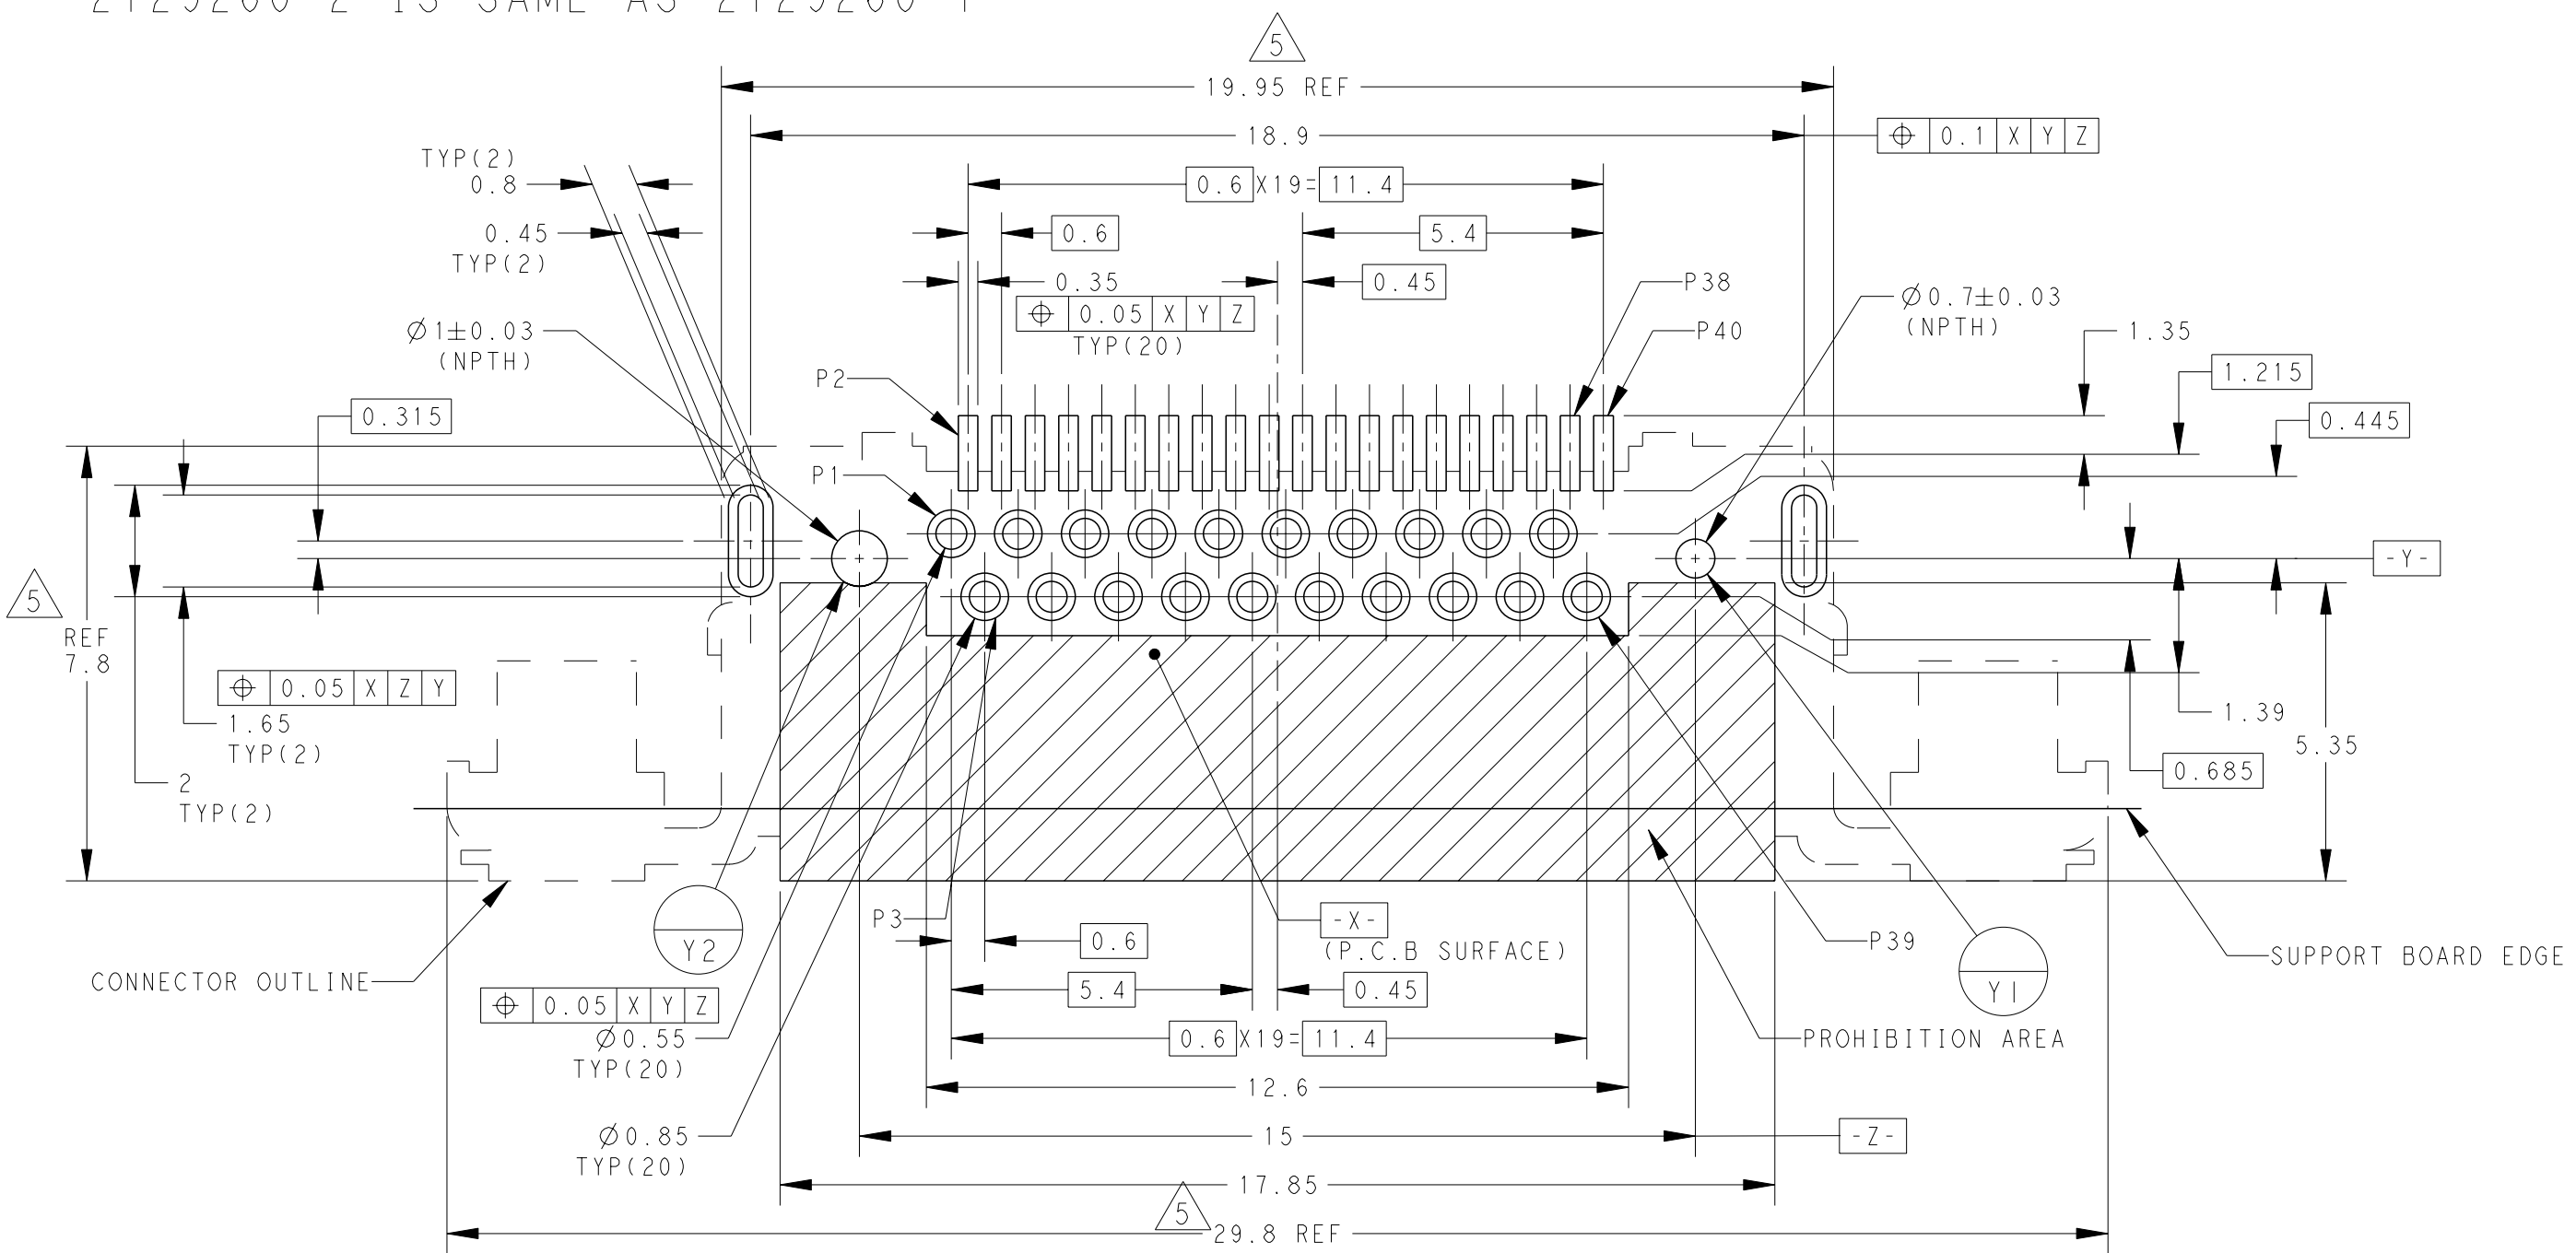 5
19.95 REF
18.9
⌖ 0.1 X Y Z
TYP(2)
0.8
0.6 X19= 11.4
0.45
TYP(2)
0.6
5.4
0.35
0.45
⌖ 0.05 X Y Z
TYP(20)
P38
P40
Ø1±0.03
(NPTH)
Ø0.7±0.03
(NPTH)
1.35
1.215
0.445
P2
0.315
P1
-Y-
5
REF
7.8
⌖ 0.05 X Z Y
1.65
TYP(2)
2
TYP(2)
1.39
5.35
0.685
P3
Y2
0.6
-X-
(P.C.B SURFACE)
P39
Y1
SUPPORT BOARD EDGE
CONNECTOR OUTLINE
⌖ 0.05 X Y Z
Ø0.55
TYP(20)
5.4
0.45
0.6 X19= 11.4
PROHIBITION AREA
12.6
Ø0.85
TYP(20)
15
-Z-
17.85
5
29.8 REF